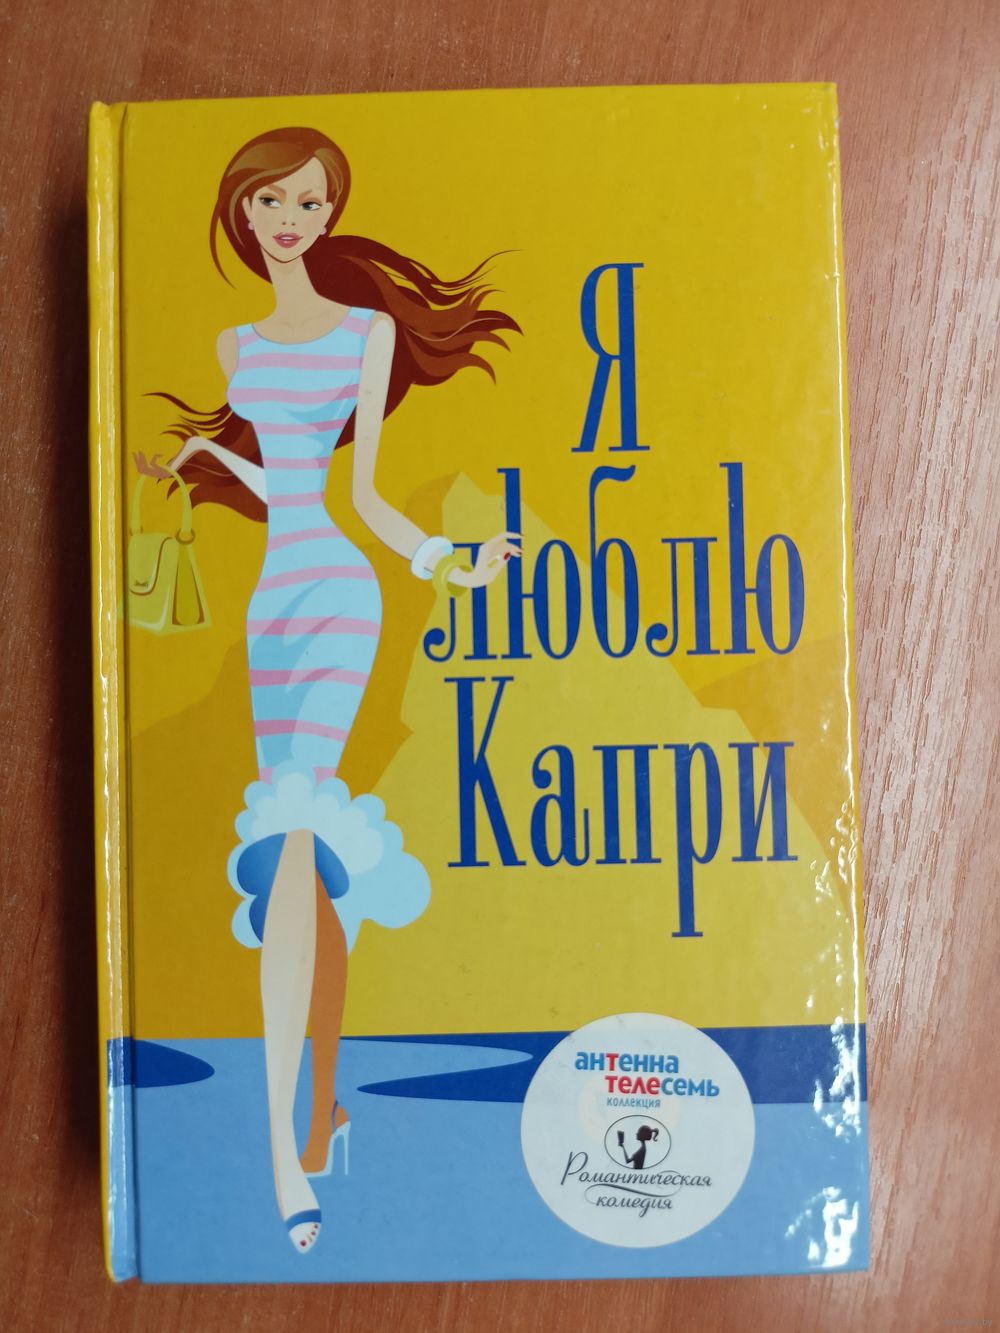 Я
люблю
Капри
антенна
телесемь
коллекция
Романтическая
комедия